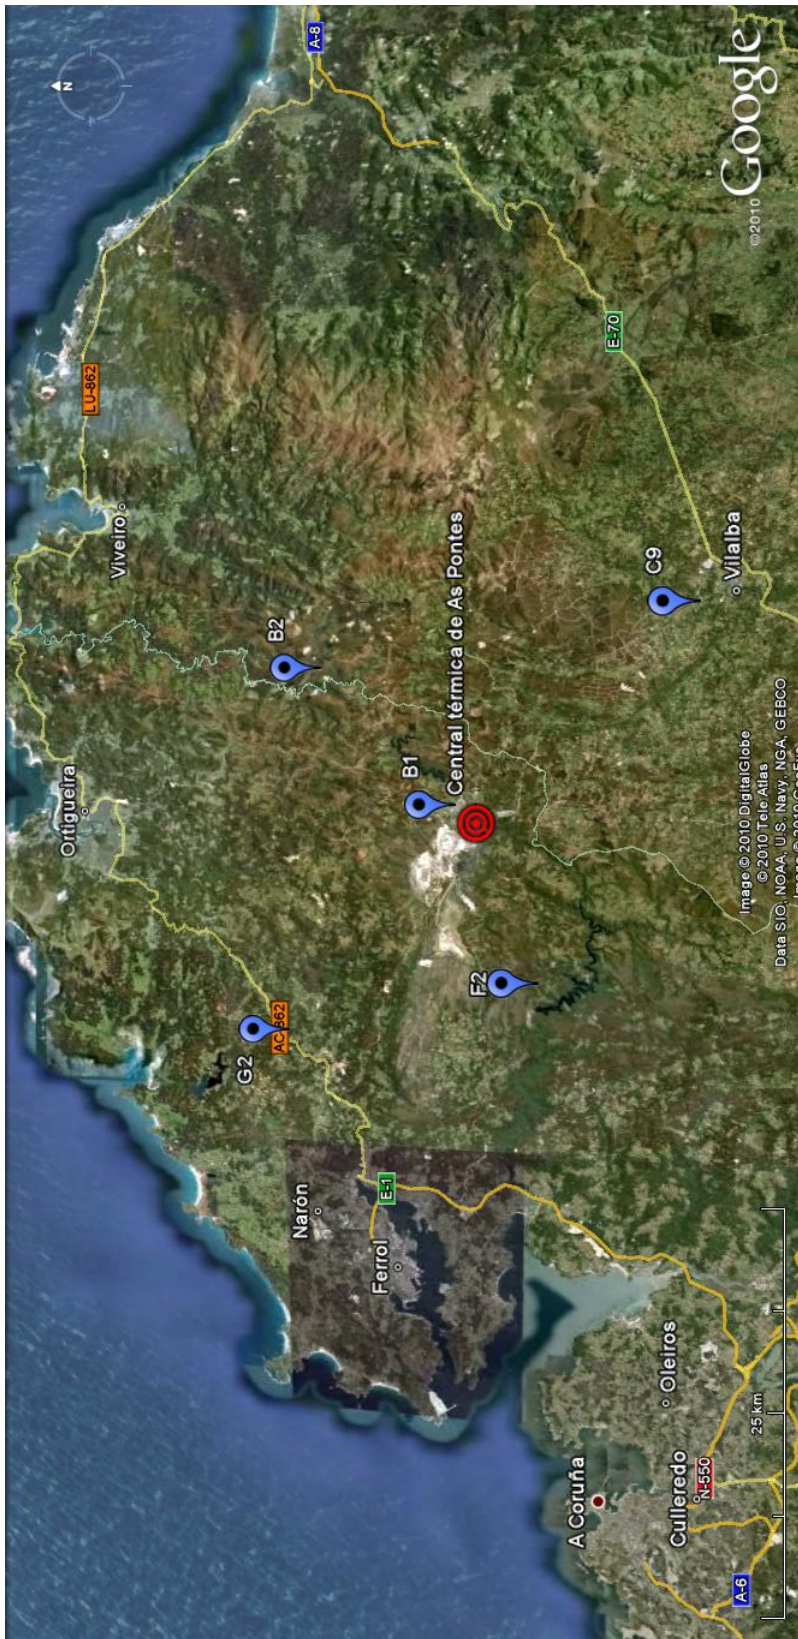 N
Ortigueira
LU-862
Viveiro
G2
B2
AC-862
Narón
A-8
Ferrol
E-1
B1
Central térmica de As Pontes
F2
A Coruña
E-70
C9
Oleiros
Culleredo
N-550
Vilalba
A-6
25 km
Image © 2010 DigitalGlobe
© 2010 Tele Atlas
Data SIO, NOAA, U.S. Navy, NGA, GEBCO
Image © 2010
©2010 Google